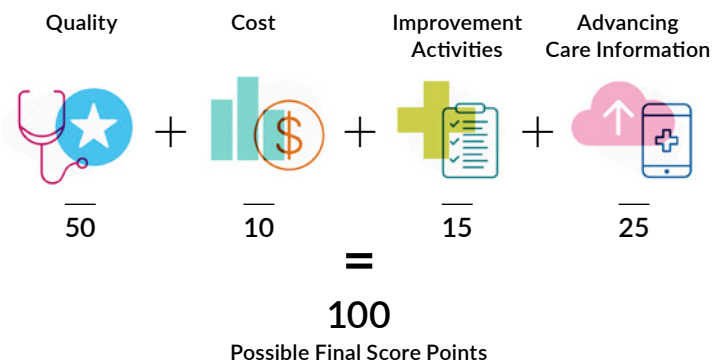 Quality
Cost
Improvement
Activities
Advancing
Care Information
$
+
+
+
50
10
15
25
=
100
Possible Final Score Points